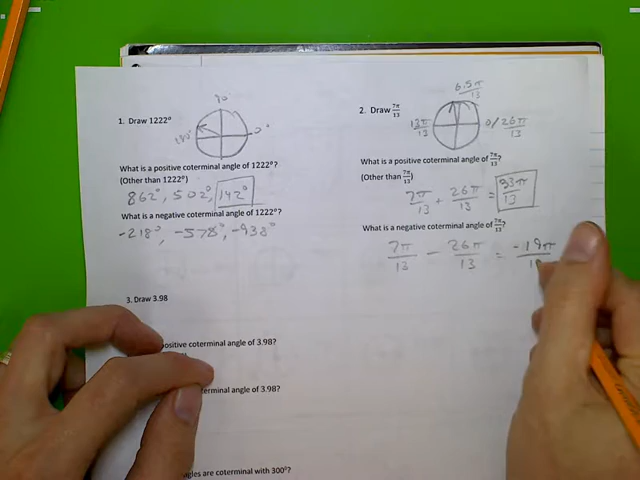 1. Draw 1222°
90°
180°
0°
What is a positive coterminal angle of 1222°?
(Other than 1222°)
862°, 502°, 142°
What is a negative coterminal angle of 1222°?
-218°, -578°, -938°
3. Draw 3.98
positive coterminal angle of 3.98?
terminal angle of 3.98?
2. Draw 7π/13
6.5π/13
13π/13
0/26π/13
What is a positive coterminal angle of 7π/13?
(Other than 7π/13)
7π/13 + 26π/13 = 33π/13
What is a negative coterminal angle of 7π/13?
7π/13 - 26π/13 = -19π/1
ngles are coterminal with 300°?